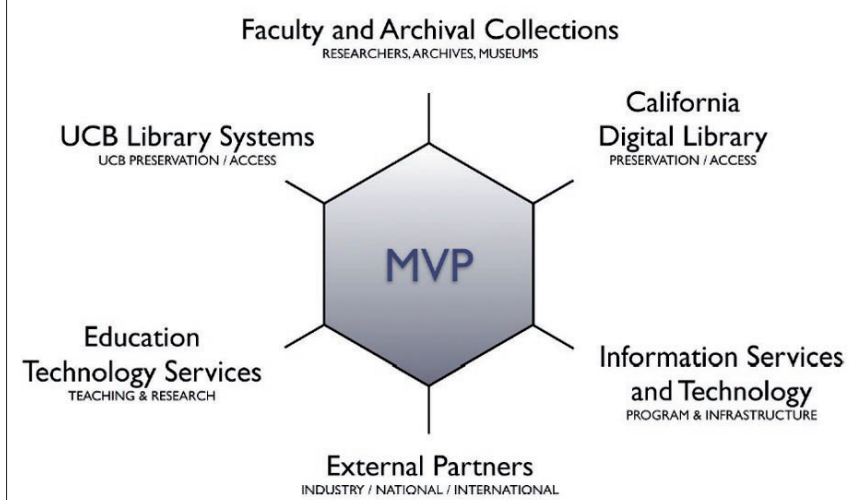 Faculty and Archival Collections
RESEARCHERS, ARCHIVES, MUSEUMS
California
Digital Library
PRESERVATION / ACCESS
UCB Library Systems
UCB PRESERVATION / ACCESS
MVP
Education
Technology Services
TEACHING & RESEARCH
Information Services
and Technology
PROGRAM & INFRASTRUCTURE
External Partners
INDUSTRY / NATIONAL / INTERNATIONAL